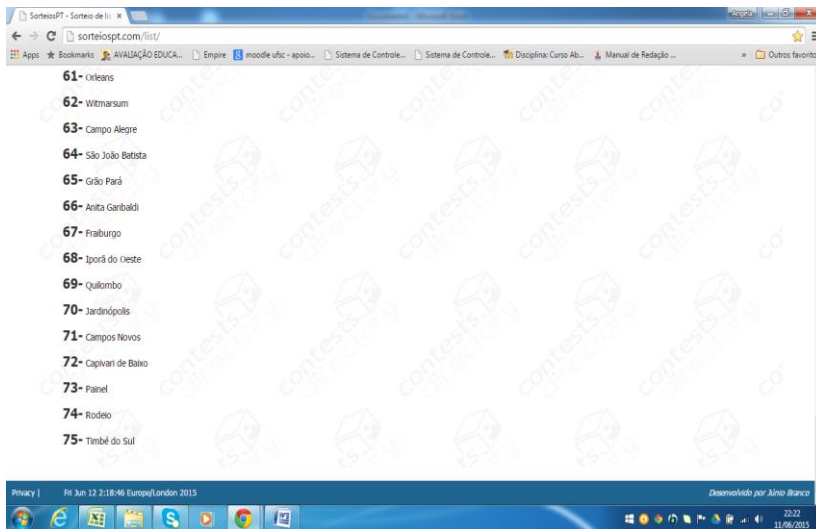 SorteiosPT - Sorteio de li
Angela
sorteiospt.com/list/
Apps Bookmarks AVALIAÇÃO EDUCA... Empire moodle ufsc - apoio... Sistema de Controle... Sistema de Controle... Disciplina: Curso Ab... Manual de Redação ... » Outros favorito
61- Orleans
62- Witmarsum
63- Campo Alegre
64- São João Batista
65- Grão Pará
66- Anita Garibaldi
67- Fraiburgo
68- Iporã do Oeste
69- Quilombo
70- Jardinópolis
71- Campos Novos
72- Capivari de Baixo
73- Painel
74- Rodeio
75- Timbé do Sul
Privacy | Fri Jun 12 2:18:46 Europe/London 2015 Desenvolvido por Júnio Branco
22:22
11/06/2015